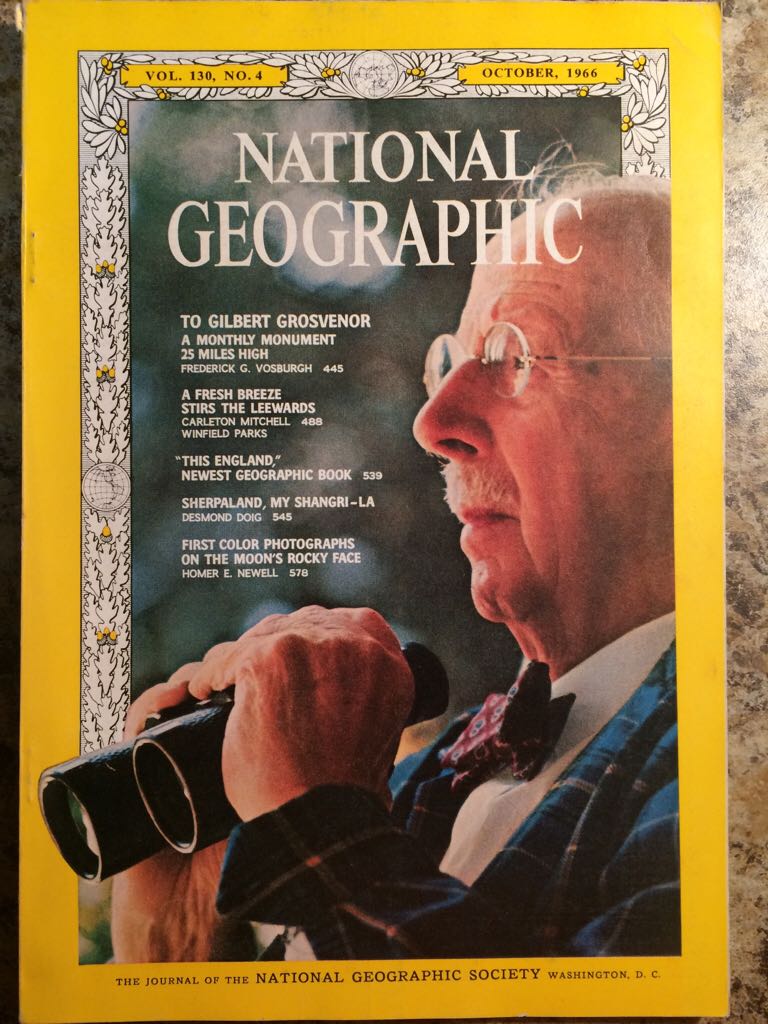 VOL. 130, NO. 4
OCTOBER, 1966
NATIONAL
GEOGRAPHIC
TO GILBERT GROSVENOR
A MONTHLY MONUMENT
25 MILES HIGH
FREDERICK G. VOSBURGH 445
A FRESH BREEZE
STIRS THE LEEWARDS
CARLETON MITCHELL 488
WINFIELD PARKS
"THIS ENGLAND,"
NEWEST GEOGRAPHIC BOOK 539
SHERPALAND, MY SHANGRI-LA
DESMOND DOIG 545
FIRST COLOR PHOTOGRAPHS
ON THE MOON'S ROCKY FACE
HOMER E. NEWELL 578
THE JOURNAL OF THE NATIONAL GEOGRAPHIC SOCIETY WASHINGTON, D. C.